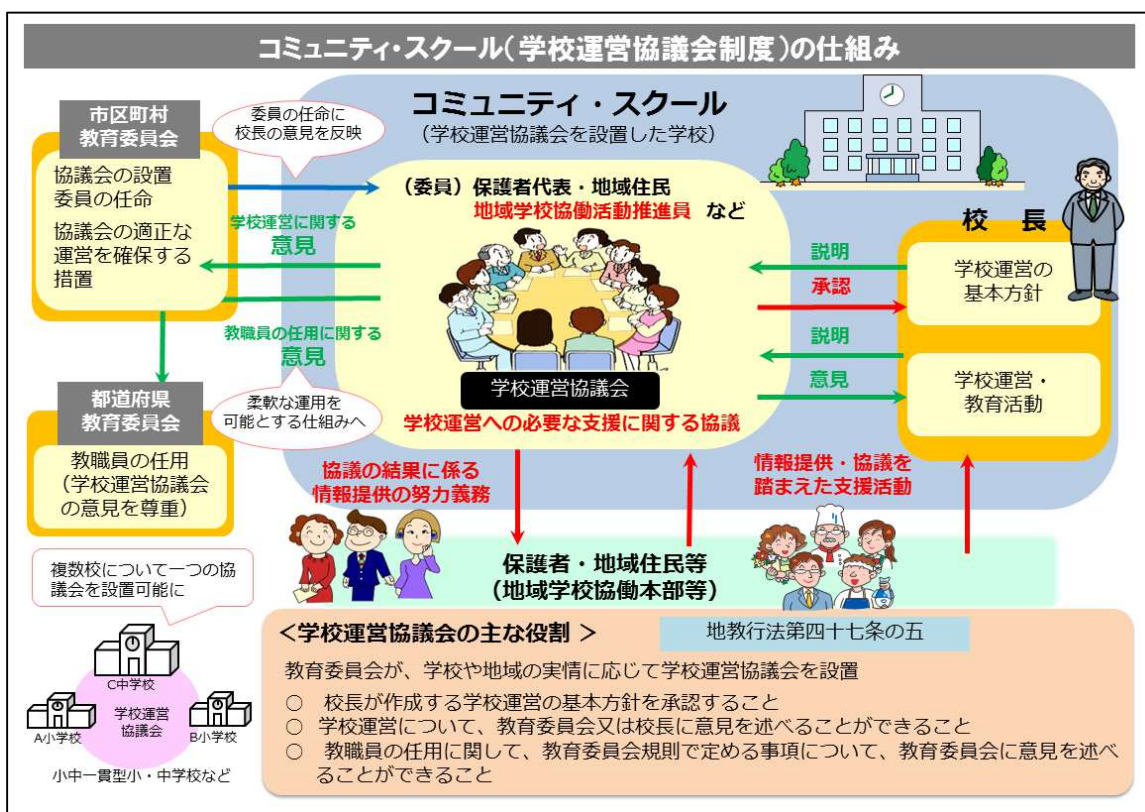 コミュニティ・スクール(学校運営協議会制度)の仕組み
市区町村
教育委員会
協議会の設置
委員の任命
協議会の適正な
運営を確保する
措置
委員の任命に
校長の意見を反映
コミュニティ・スクール
(学校運営協議会を設置した学校)
(委員)保護者代表・地域住民
地域学校協働活動推進員 など
学校運営に関する
意見
教職員の任用に関する
意見
柔軟な運用を
可能とする仕組みへ
学校運営協議会
学校運営への必要な支援に関する協議
校 長
説明
承認
学校運営の
基本方針
説明
意見
学校運営・
教育活動
都道府県
教育委員会
教職員の任用
(学校運営協議会
の意見を尊重)
協議の結果に係る
情報提供の努力義務
情報提供・協議を
踏まえた支援活動
保護者・地域住民等
(地域学校協働本部等)
複数校について一つの協
議会を設置可能に
C中学校
学校運営
協議会
A小学校
B小学校
小中一貫型小・中学校など
<学校運営協議会の主な役割 >
地教行法第四十七条の五
教育委員会が、学校や地域の実情に応じて学校運営協議会を設置
○ 校長が作成する学校運営の基本方針を承認すること
○ 学校運営について、教育委員会又は校長に意見を述べることができること
○ 教職員の任用に関して、教育委員会規則で定める事項について、教育委員会に意見を述べ
ることができること